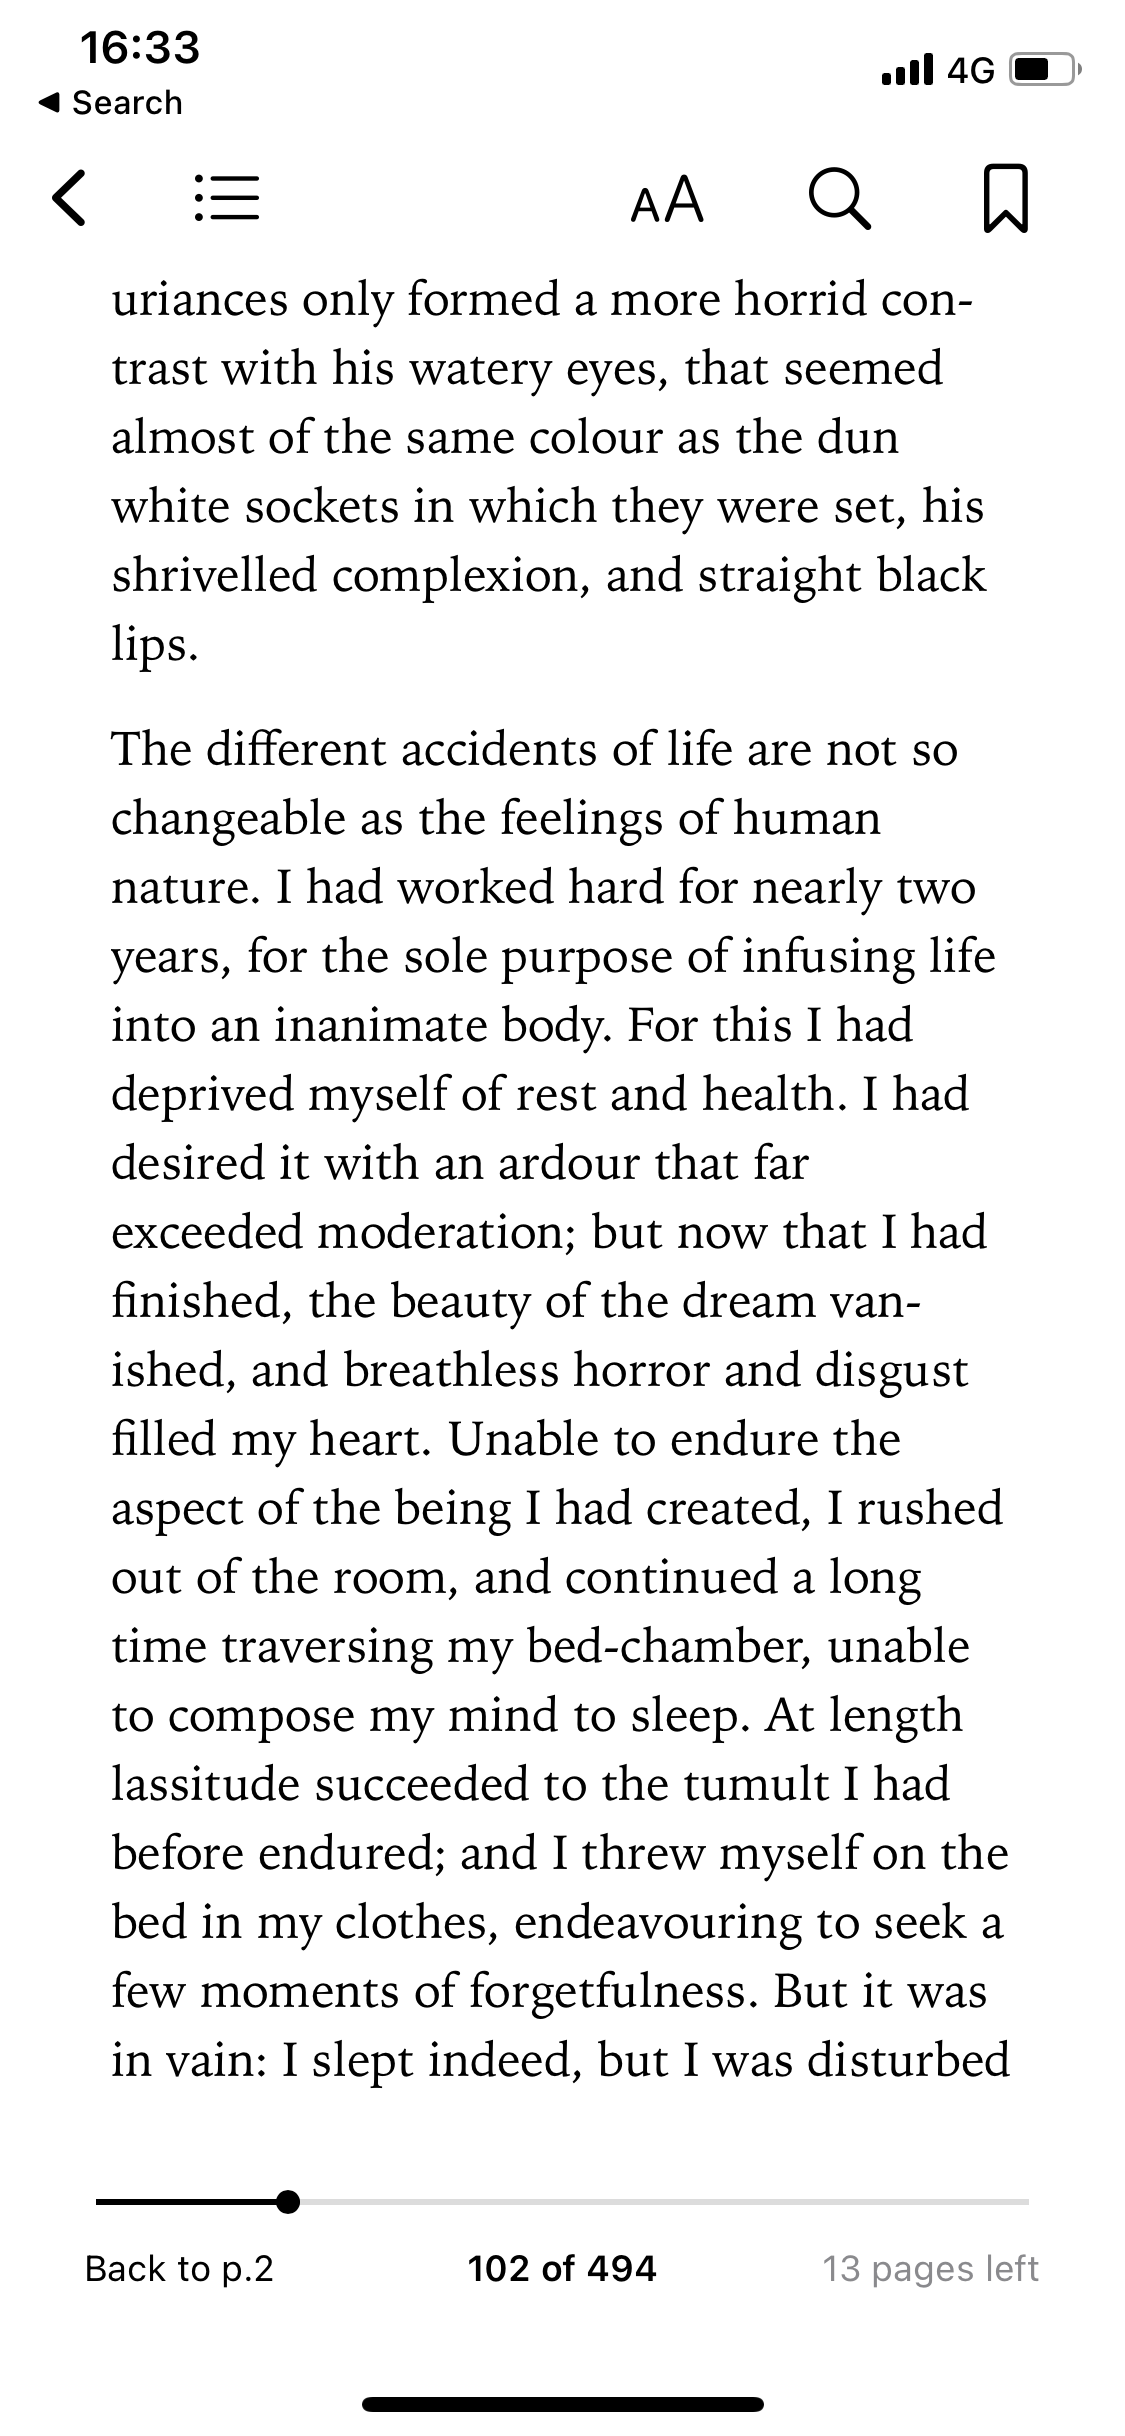 16:33
4G
◀ Search
AA
uriances only formed a more horrid con-
trast with his watery eyes, that seemed
almost of the same colour as the dun
white sockets in which they were set, his
shrivelled complexion, and straight black
lips.
The different accidents of life are not so
changeable as the feelings of human
nature. I had worked hard for nearly two
years, for the sole purpose of infusing life
into an inanimate body. For this I had
deprived myself of rest and health. I had
desired it with an ardour that far
exceeded moderation; but now that I had
finished, the beauty of the dream van-
ished, and breathless horror and disgust
filled my heart. Unable to endure the
aspect of the being I had created, I rushed
out of the room, and continued a long
time traversing my bed-chamber, unable
to compose my mind to sleep. At length
lassitude succeeded to the tumult I had
before endured; and I threw myself on the
bed in my clothes, endeavouring to seek a
few moments of forgetfulness. But it was
in vain: I slept indeed, but I was disturbed
Back to p.2
102 of 494
13 pages left